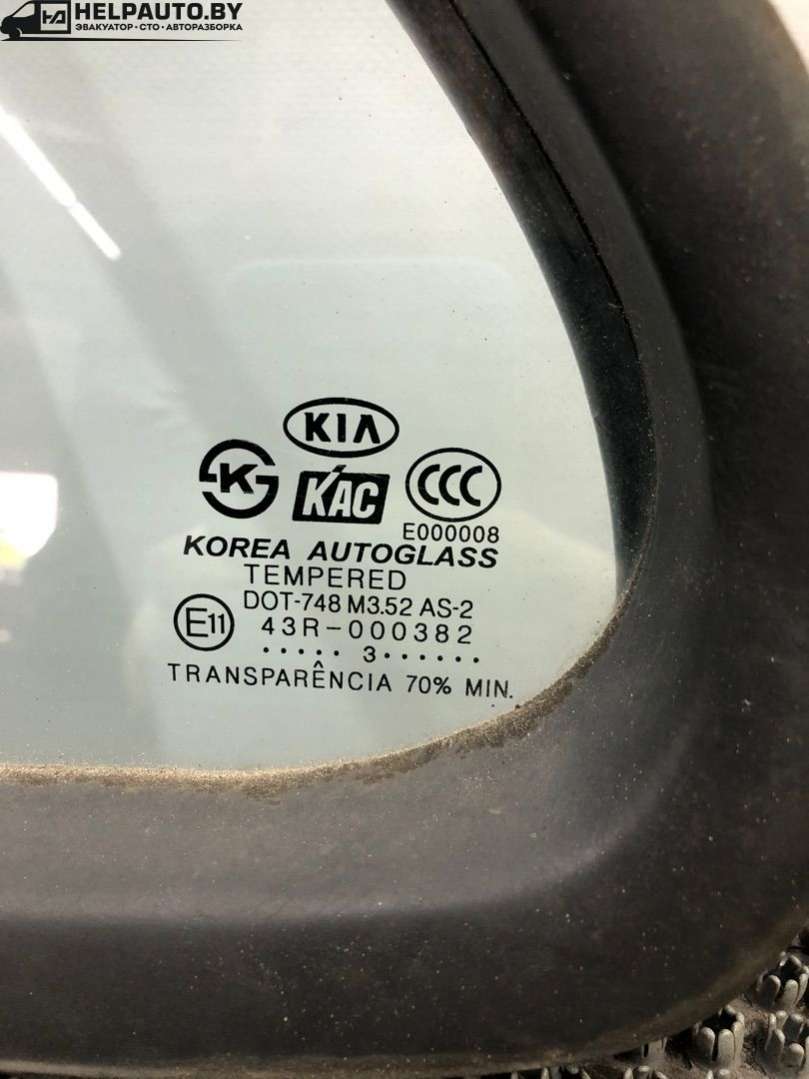 HELPAUTO.BY
ЭВАКУАТОР • СТО • АВТОРАЗБОРКА
KIA
K
KAC
CCC
E000008
KOREA AUTOGLASS
TEMPERED
DOT-748 M3.52 AS-2
E11
43R-000382
..... 3......
TRANSPARÊNCIA 70% MIN.